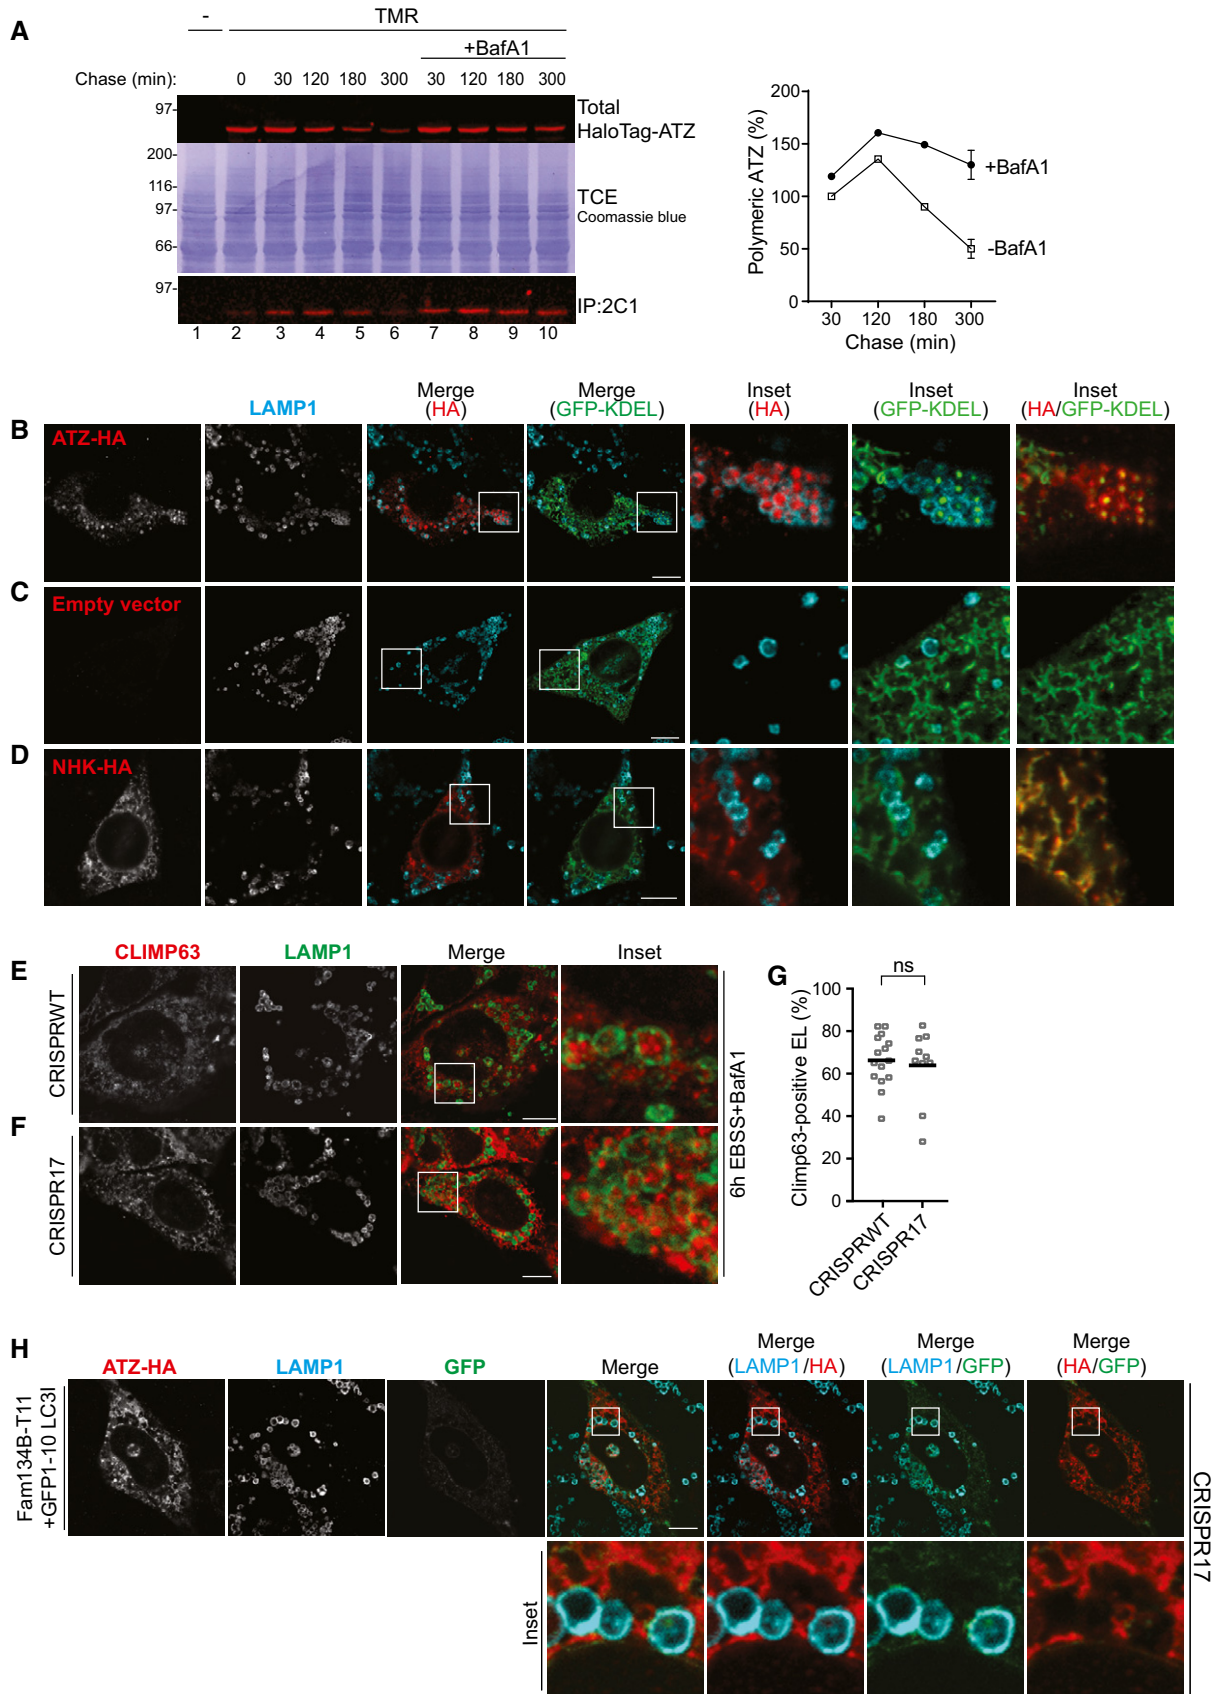 A
-
TMR
+BafA1
Chase (min): 0 30 120 180 300 30 120 180 300
97-
Total
HaloTag-ATZ
200-
116-
97-
66-
TCE
Coomassie blue
97-
IP:2C1
1 2 3 4 5 6 7 8 9 10
Polymeric ATZ (%)
200
150
100
50
0
+BafA1
-BafA1
30 120 180 300
Chase (min)
LAMP1
Merge
(HA)
Merge
(GFP-KDEL)
Inset
(HA)
Inset
(GFP-KDEL)
Inset
(HA/GFP-KDEL)
B
ATZ-HA
C
Empty vector
D
NHK-HA
CLIMP63
LAMP1
Merge
Inset
E
CRISPRWT
F
CRISPR17
6h EBSS+BafA1
G
ns
Climp63-positive EL (%)
100
80
60
40
20
0
CRISPRWT
CRISPR17
H
ATZ-HA
LAMP1
GFP
Merge
Merge
(LAMP1/HA)
Merge
(LAMP1/GFP)
Merge
(HA/GFP)
Fam134B-T11
+GFP1-10 LC3I
Inset
CRISPR17